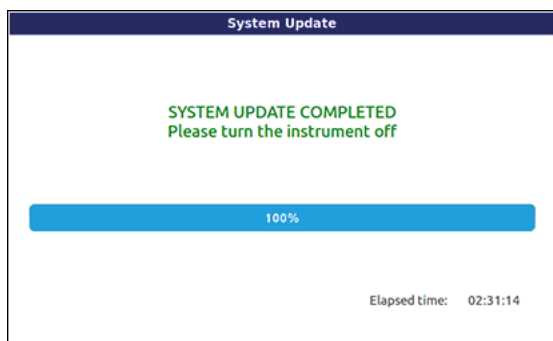 System Update
SYSTEM UPDATE COMPLETED
Please turn the instrument off
100%
Elapsed time: 02:31:14